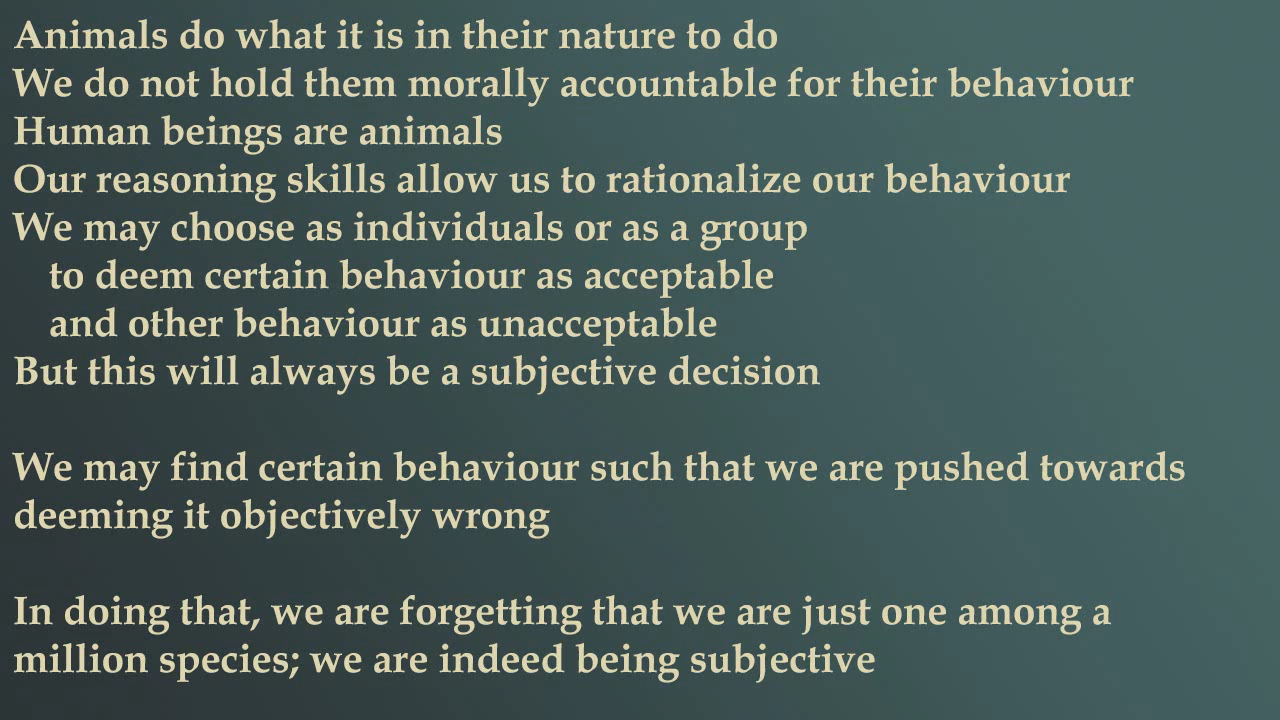 Animals do what it is in their nature to do
We do not hold them morally accountable for their behaviour
Human beings are animals
Our reasoning skills allow us to rationalize our behaviour
We may choose as individuals or as a group
to deem certain behaviour as acceptable
and other behaviour as unacceptable
But this will always be a subjective decision
We may find certain behaviour such that we are pushed towards
deeming it objectively wrong
In doing that, we are forgetting that we are just one among a
million species; we are indeed being subjective